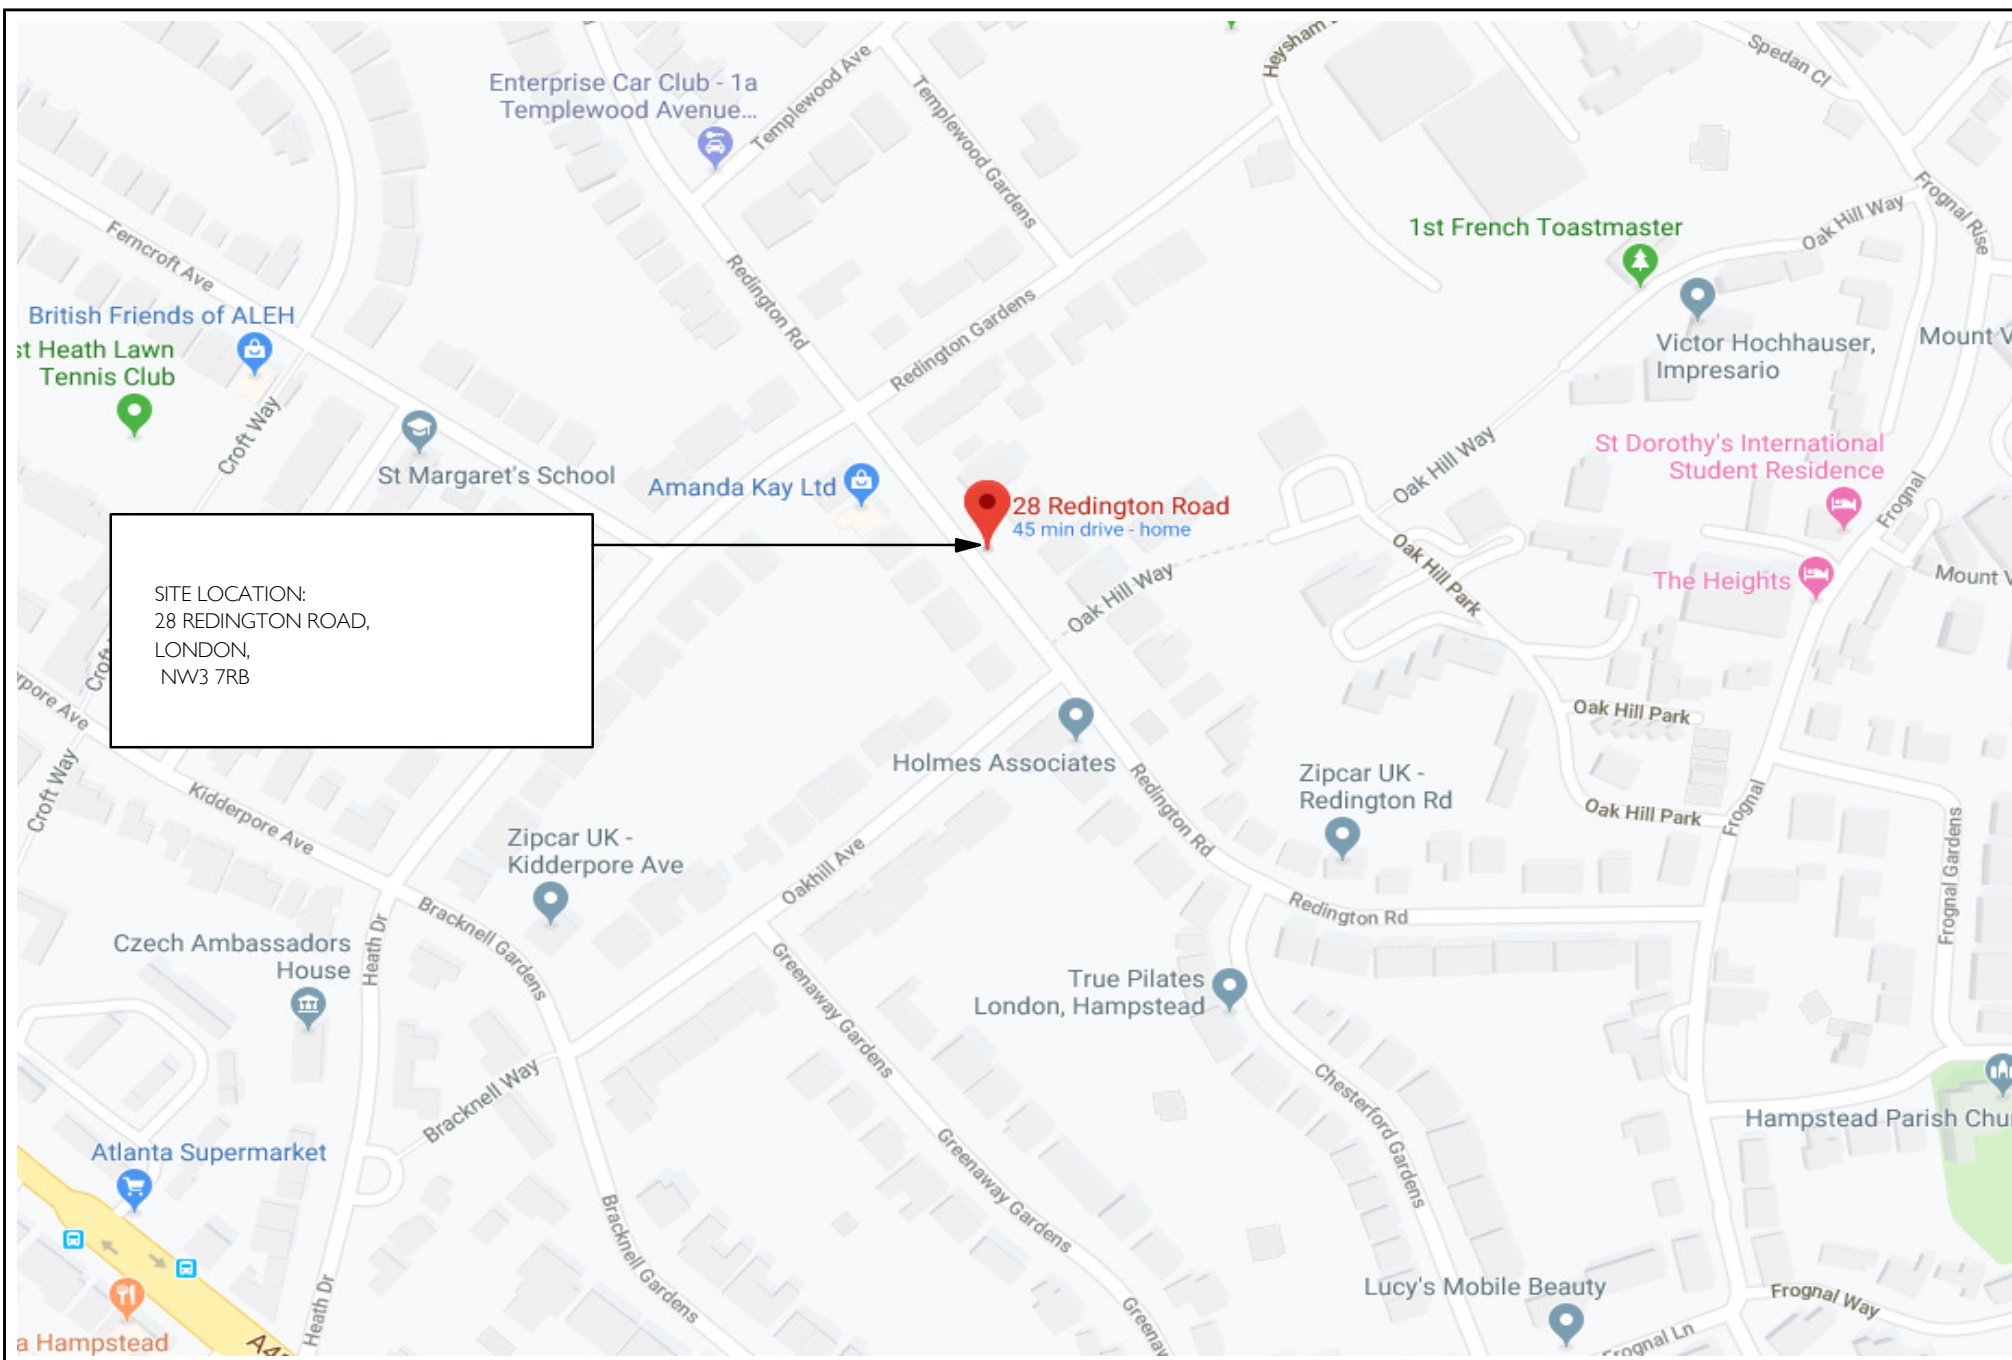 Heysham
Spedan Cl
Enterprise Car Club - 1a
Templewood Avenue...
Templewood Ave
Templewood Gardens
Frognal Rise
Oak Hill Way
1st French Toastmaster
Ferncroft Ave
Redington Rd
Redington Gardens
British Friends of ALEH
st Heath Lawn
Tennis Club
Victor Hochhauser,
Impresario
Mount V
Croft Way
St Margaret's School
Amanda Kay Ltd
28 Redington Road
45 min drive - home
Oak Hill Way
St Dorothy's International
Student Residence
Frognal
Oak Hill Park
The Heights
Mount V
Oak Hill Way
SITE LOCATION:
28 REDINGTON ROAD,
LONDON,
NW3 7RB
Croft
rpore Ave
Oak Hill Park
Holmes Associates
Redington Rd
Zipcar UK -
Redington Rd
Oak Hill Park
Frognal
Croft Way
Kidderpore Ave
Zipcar UK -
Kidderpore Ave
Oakhill Ave
Frognal Gardens
Bracknell Gardens
Redington Rd
Czech Ambassadors
House
Heath Dr
Greenaway Gardens
True Pilates
London, Hampstead
Bracknell Way
Chesterford Gardens
Hampstead Parish Chu
Atlanta Supermarket
Greenaway Gardens
Bracknell Gardens
Heath Dr
Lucy's Mobile Beauty
Frognal Way
Greenaw
Frognal Ln
a Hampstead